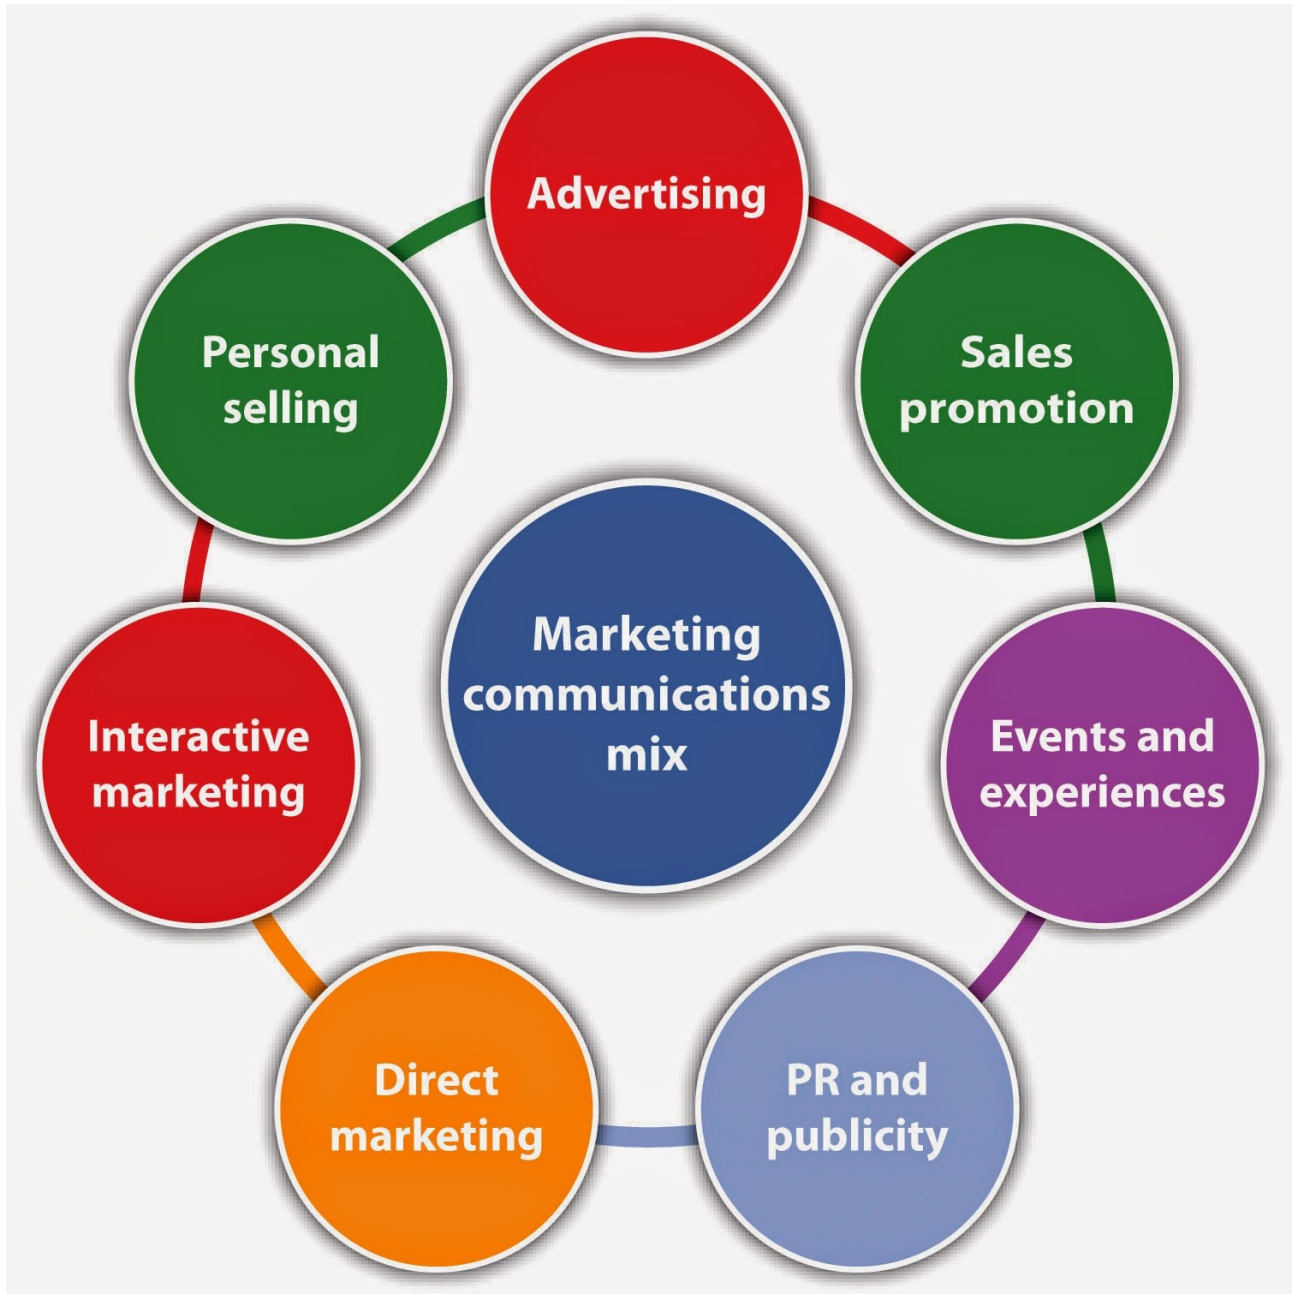 Advertising
Sales
promotion
Events and
experiences
PR and
publicity
Direct
marketing
Interactive
marketing
Personal
selling
Marketing
communications
mix